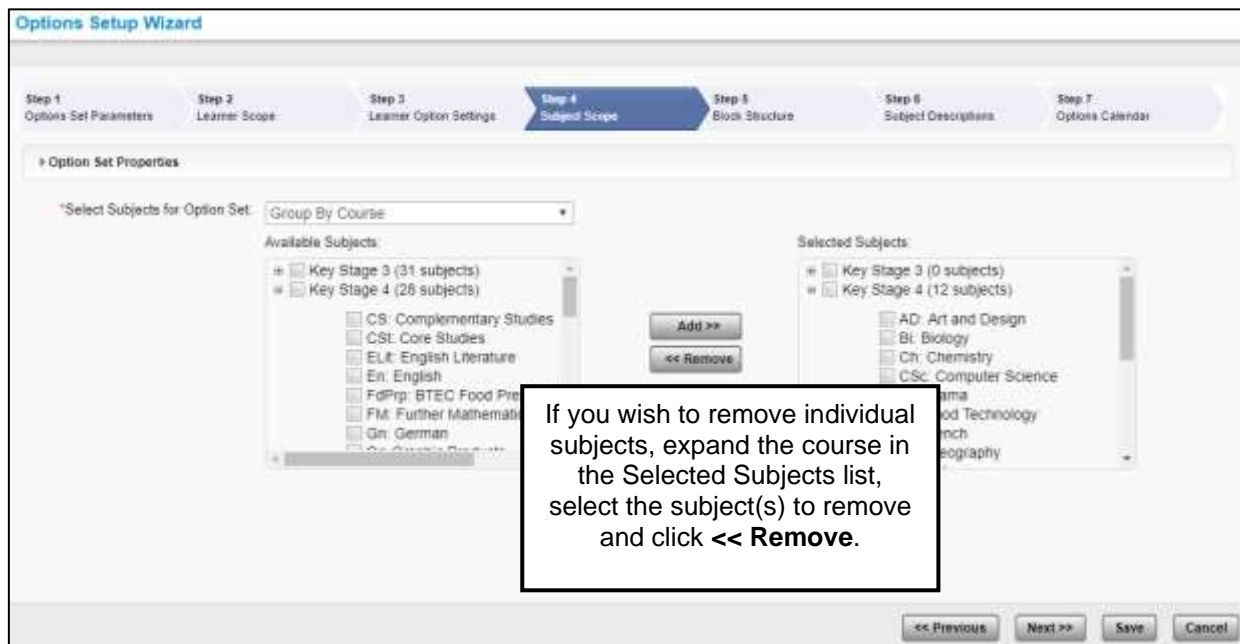 Options Setup Wizard
Step 1
Options Set Parameters
Step 2
Learner Scope
Step 3
Learner Option Settings
Step 4
Subject Scope
Step 5
Block Structure
Step 6
Subject Descriptions
Step 7
Options Calendar
Option Set Properties
*Select Subjects for Option Set:
Group By Course
Available Subjects:
Key Stage 3 (31 subjects)
Key Stage 4 (28 subjects)
CS: Complementary Studies
CSt: Core Studies
ELit: English Literature
En: English
FdPrp: BTEC Food Pre
FM: Further Mathematic
Gn: German
Add >>
<< Remove
Selected Subjects:
Key Stage 3 (0 subjects)
Key Stage 4 (12 subjects)
AD: Art and Design
Bi: Biology
Ch: Chemistry
CSc: Computer Science
ama
od Technology
ench
eography
If you wish to remove individual
subjects, expand the course in
the Selected Subjects list,
select the subject(s) to remove
and click << Remove.
<< Previous
Next >>
Save
Cancel